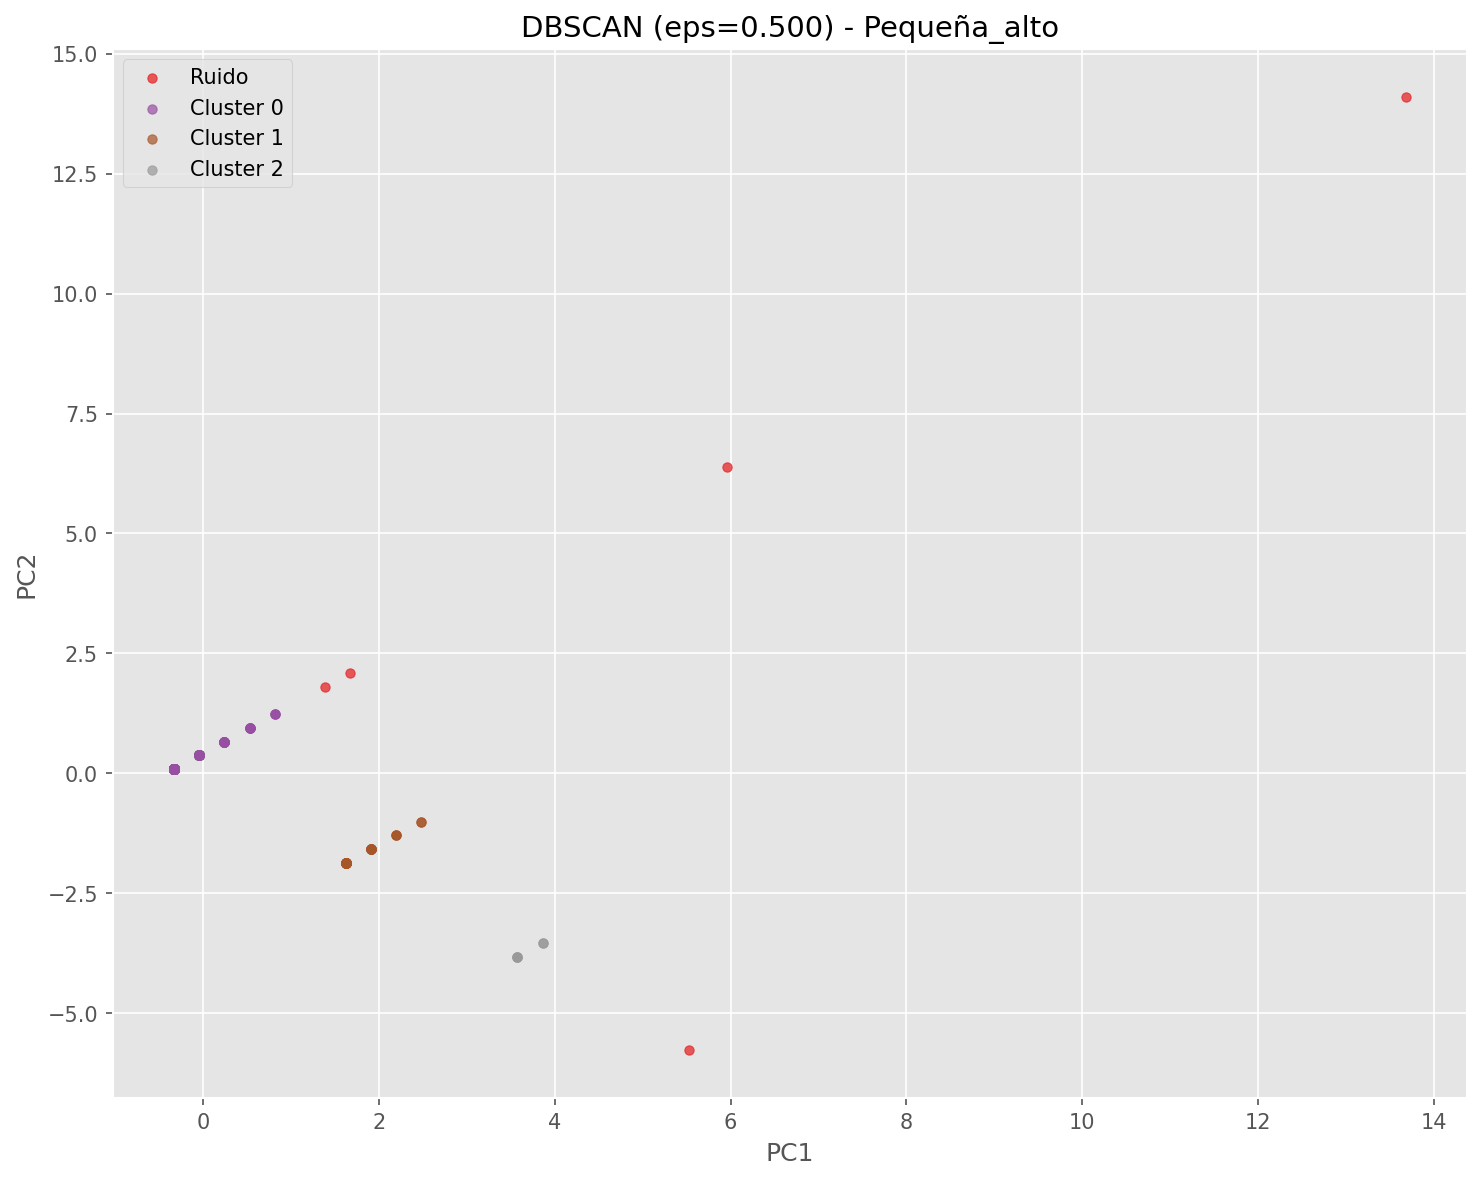 DBSCAN (eps=0.500) - Pequeña_alto
Ruido
Cluster 0
Cluster 1
Cluster 2
15.0
12.5
10.0
7.5
5.0
2.5
0.0
−2.5
−5.0
PC2
0 2 4 6 8 10 12 14
PC1